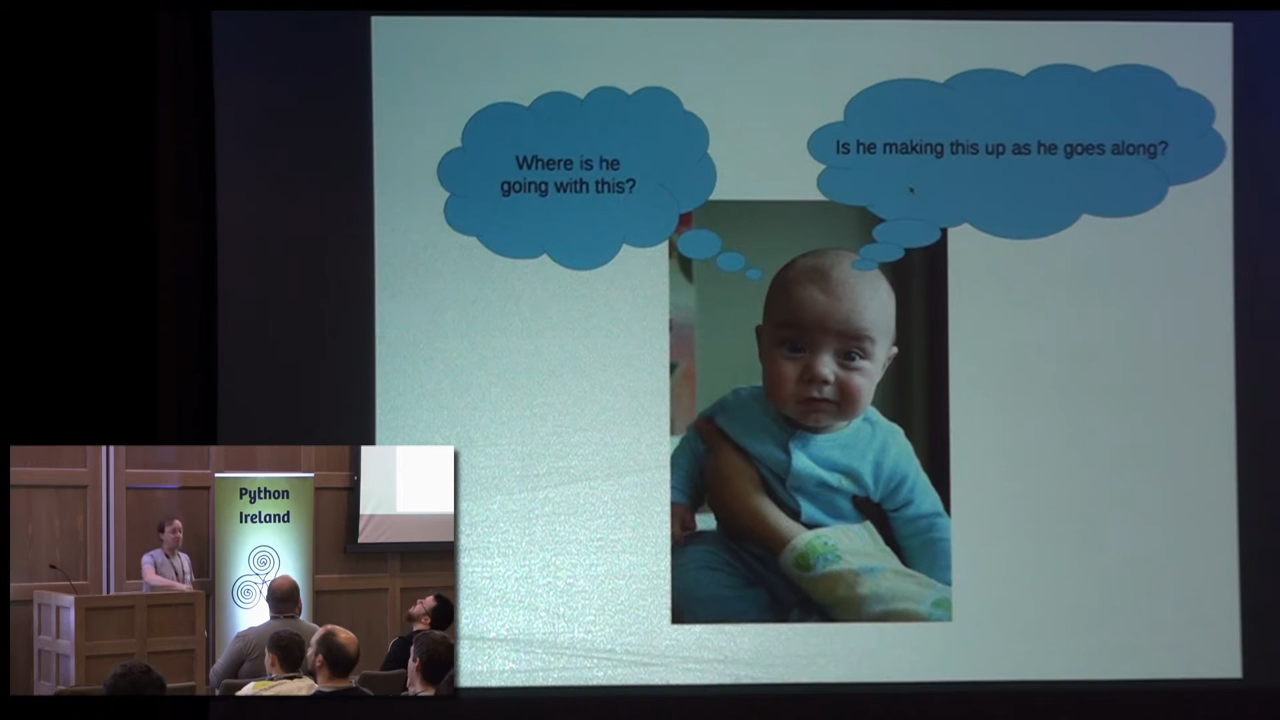 Where is he
going with this?
Is he making this up as he goes along?
Python
Ireland